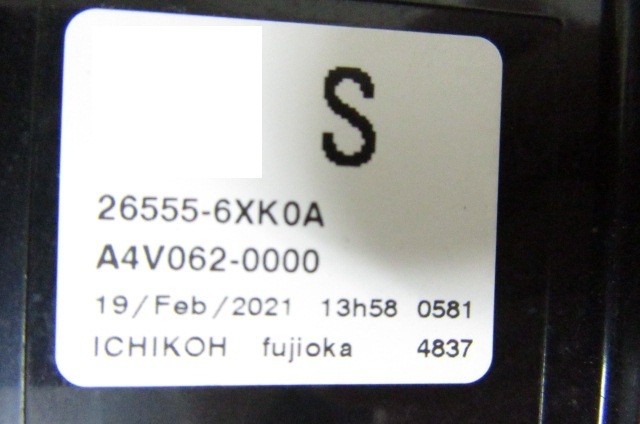 S
26555-6XK0A
A4V062-0000
19/Feb/2021 13h58 0581
ICHIKOH fujioka 4837